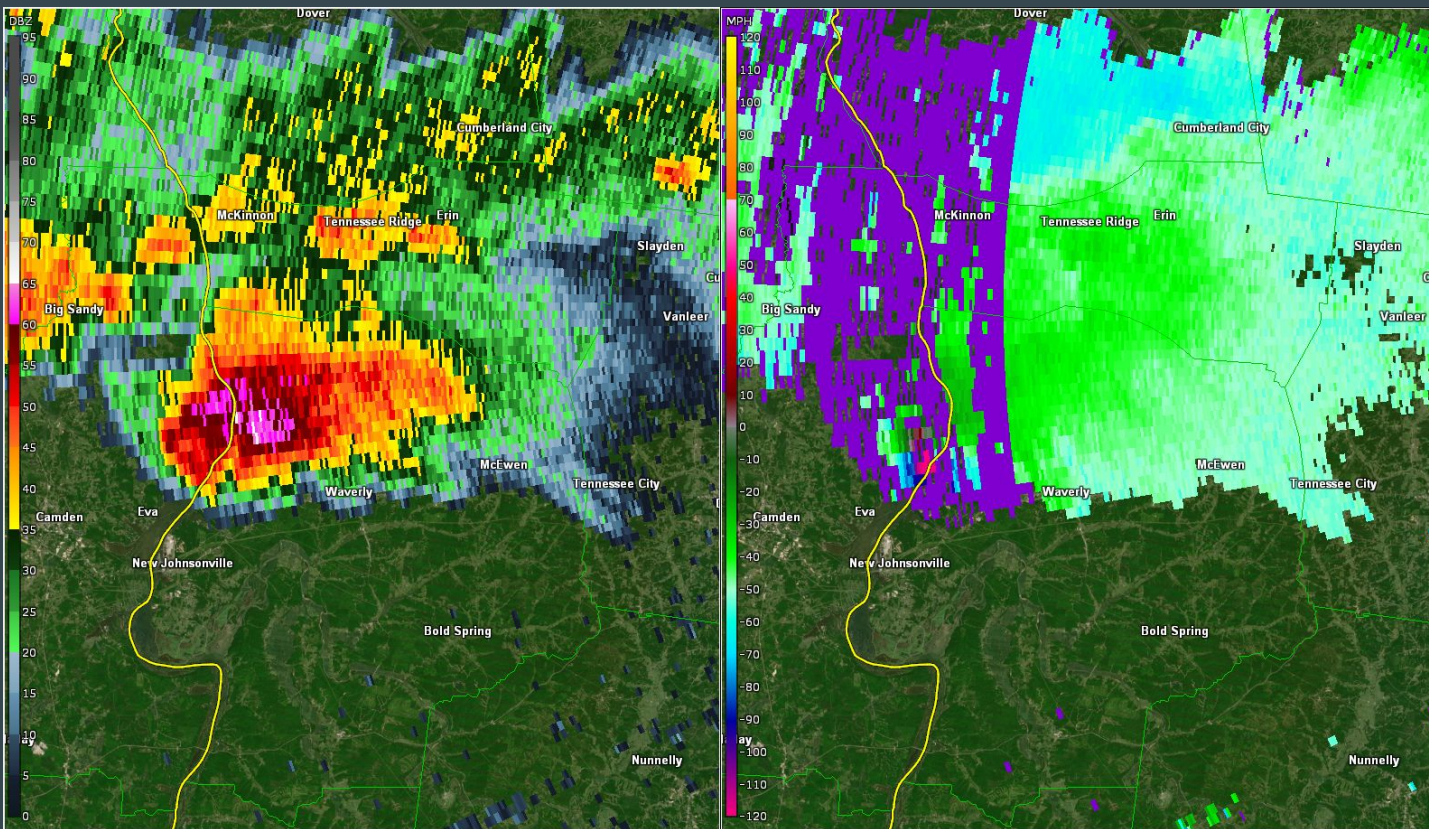 DBZ
95
90
85
80
75
70
65
60
55
50
45
40
35
30
25
20
15
10
5
0
Dover
Cumberland City
McKinnon
Tennessee Ridge
Erin
Slayden
Big Sandy
Vanleer
McEwen
Waverly
Tennessee City
Camden
Eva
New Johnsonville
Bold Spring
Nunnelly
MPH
120
110
100
90
80
70
60
50
40
30
20
10
0
-10
-20
-30
-40
-50
-60
-70
-80
-90
-100
-110
-120
Dover
Cumberland City
McKinnon
Tennessee Ridge
Erin
Slayden
Big Sandy
Vanleer
McEwen
Waverly
Tennessee City
Camden
Eva
New Johnsonville
Bold Spring
Nunnelly